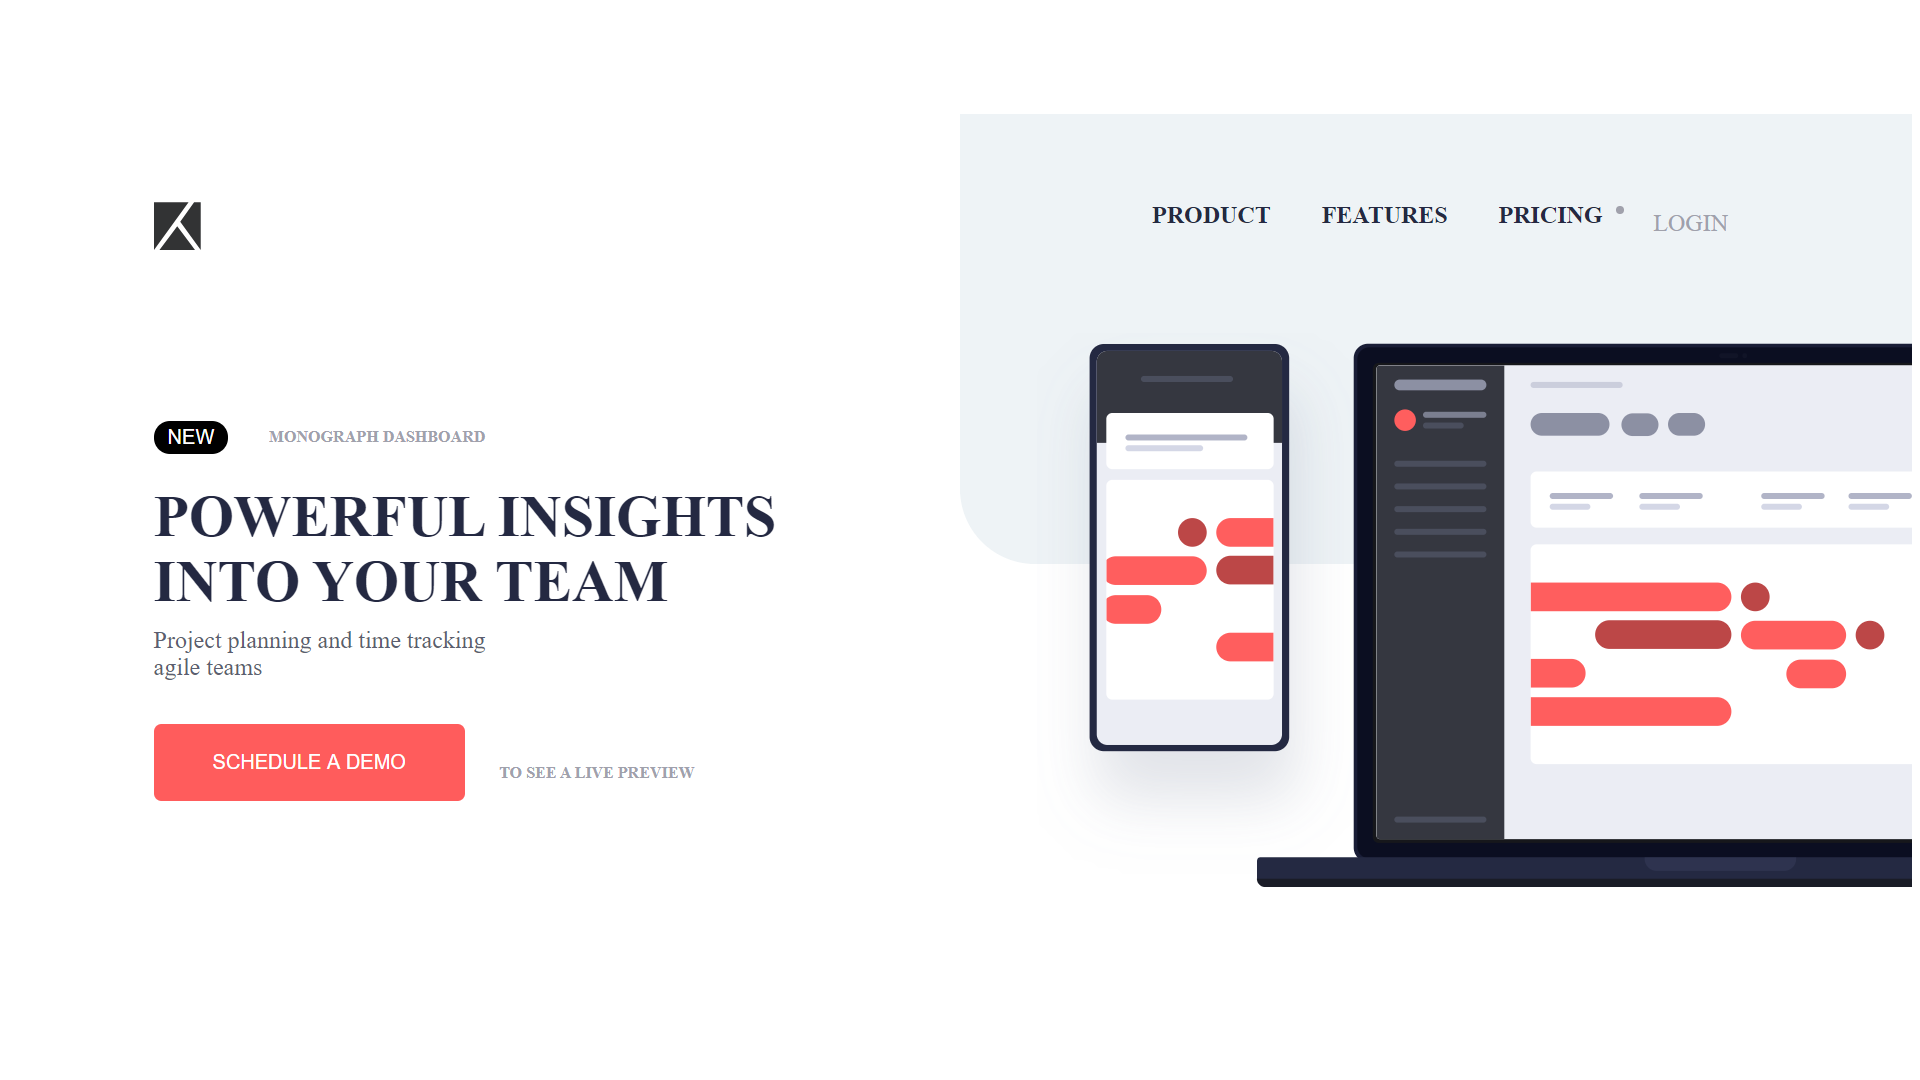 PRODUCT FEATURES PRICING LOGIN
NEW MONOGRAPH DASHBOARD
POWERFUL INSIGHTS
INTO YOUR TEAM
Project planning and time tracking
agile teams
SCHEDULE A DEMO TO SEE A LIVE PREVIEW